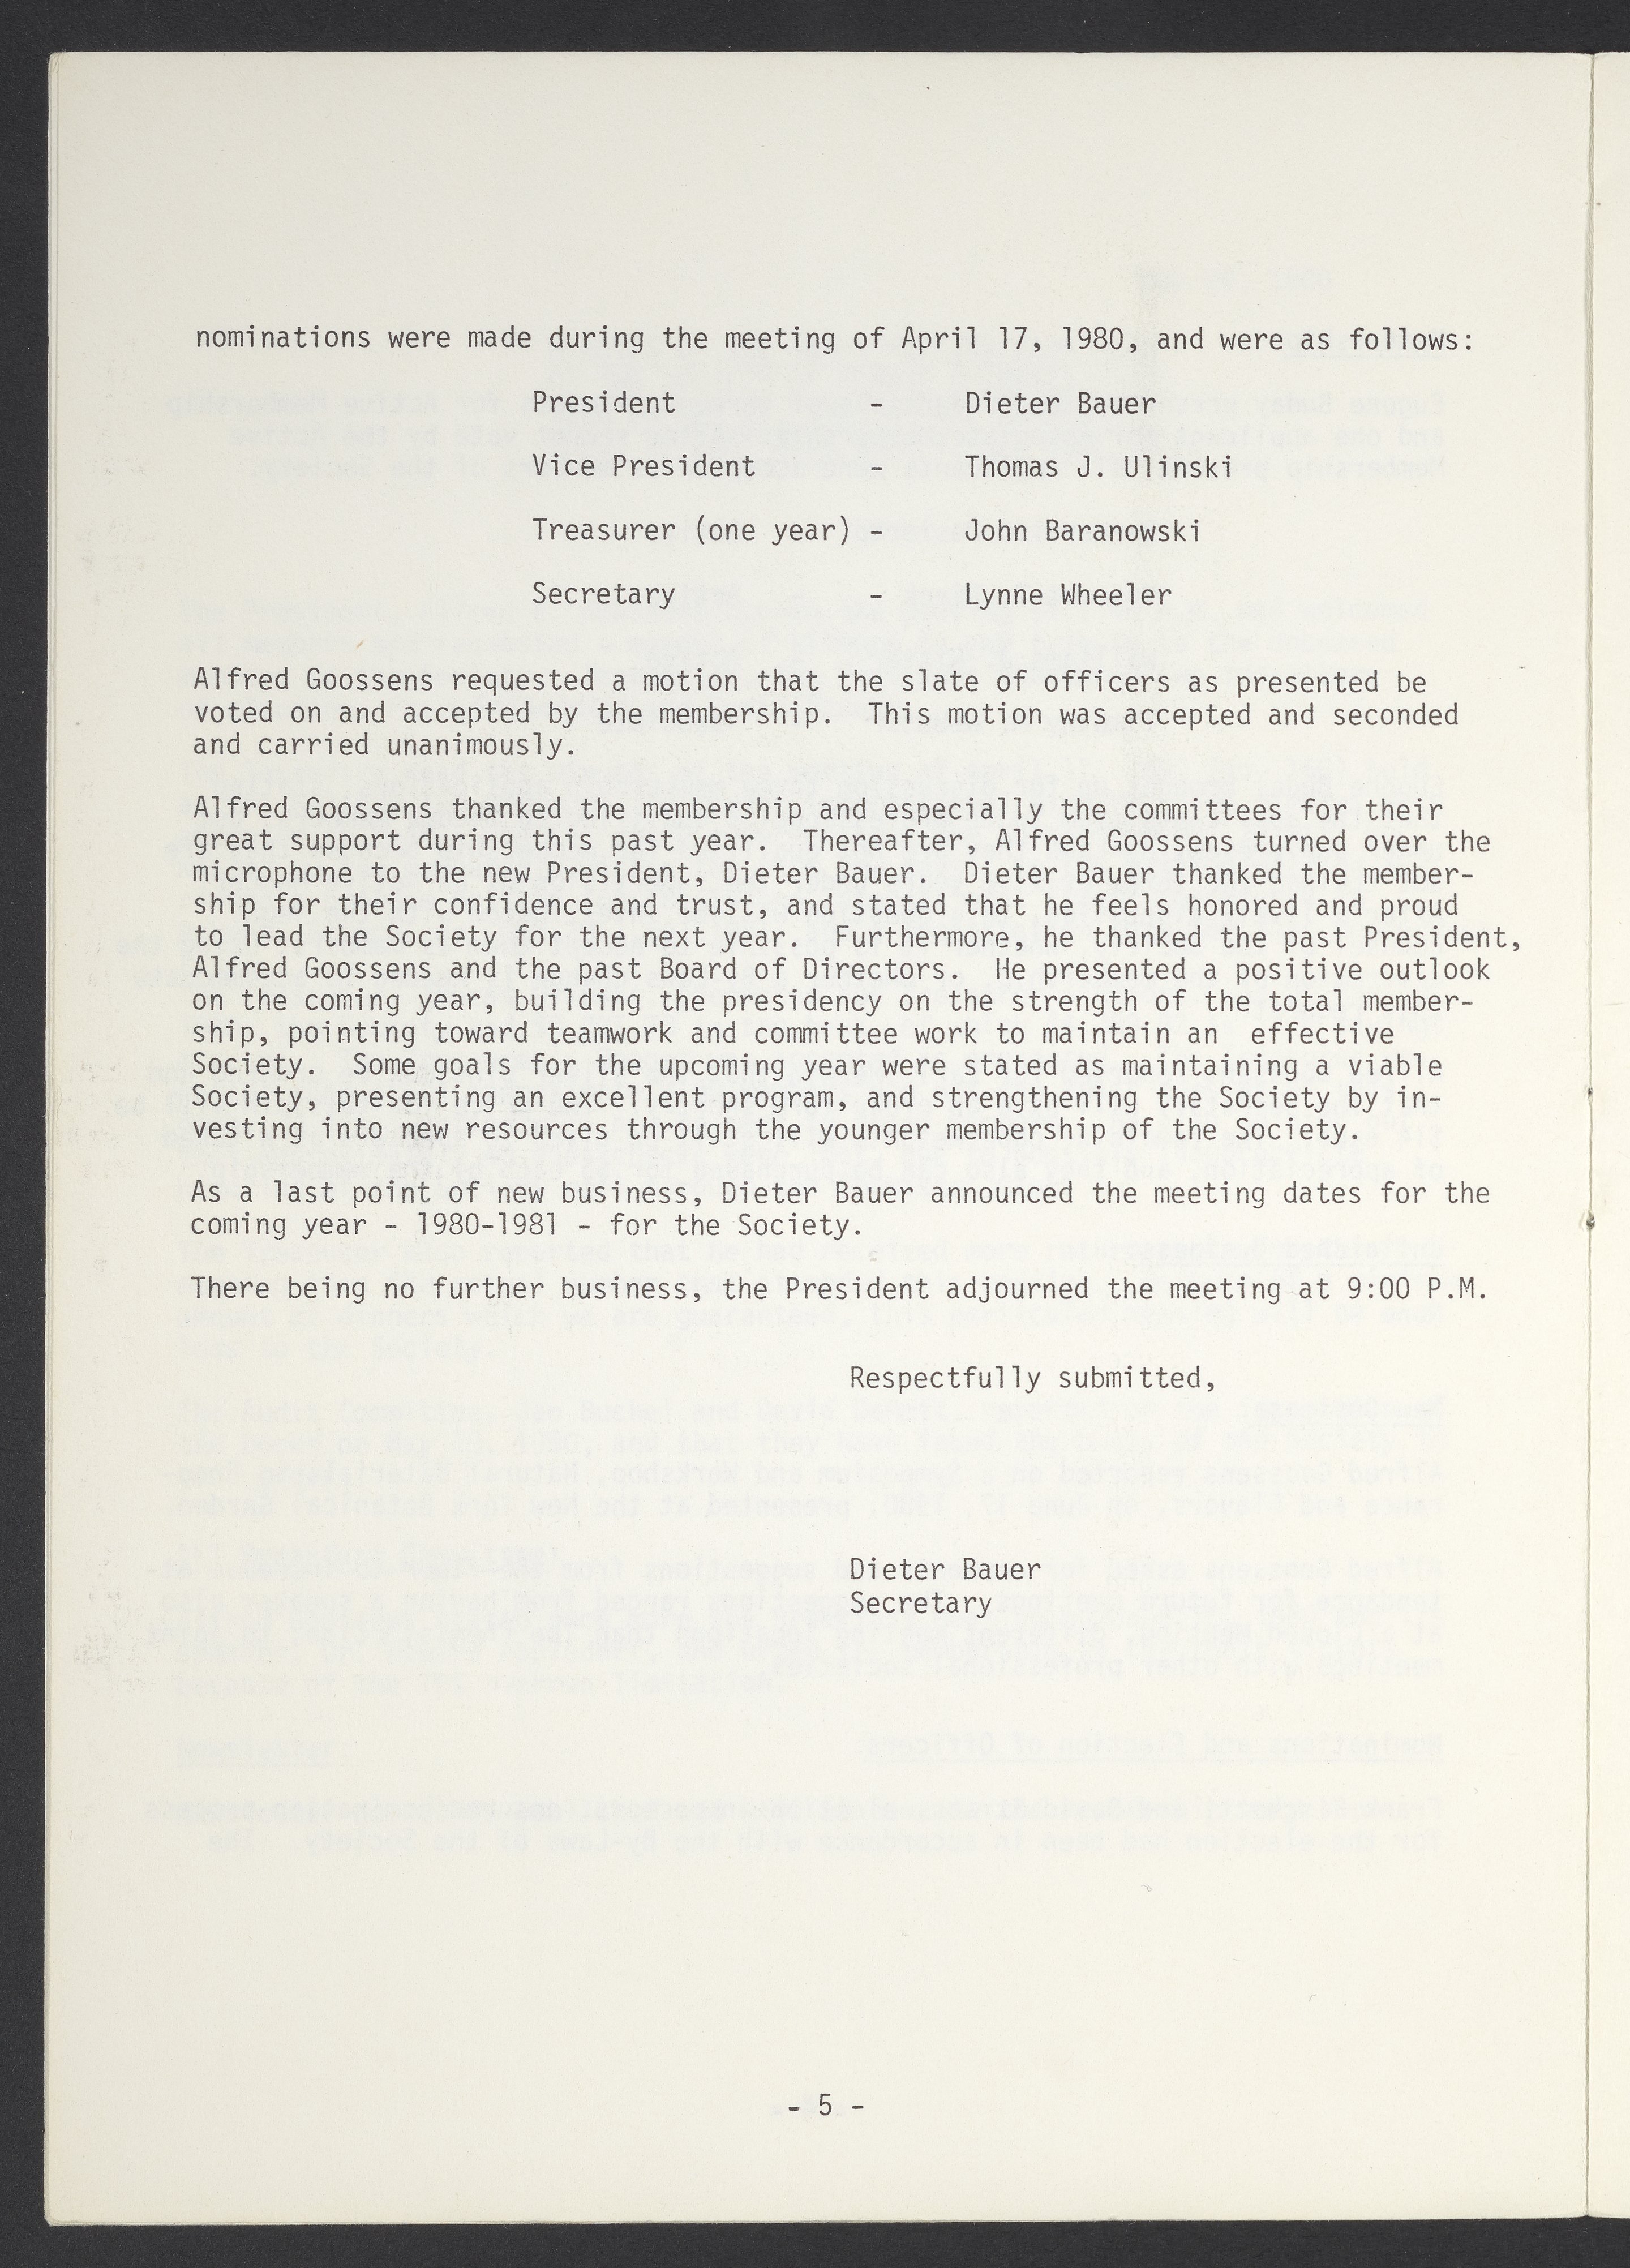 nominations were made during the meeting of April 17, 1980, and were as follows:
President - Dieter Bauer
Vice President - Thomas J. Ulinski
Treasurer (one year) - John Baranowski
Secretary - Lynne Wheeler
Alfred Goossens requested a motion that the slate of officers as presented be
voted on and accepted by the membership. This motion was accepted and seconded
and carried unanimously.
Alfred Goossens thanked the membership and especially the committees for their
great support during this past year. Thereafter, Alfred Goossens turned over the
microphone to the new President, Dieter Bauer. Dieter Bauer thanked the member-
ship for their confidence and trust, and stated that he feels honored and proud
to lead the Society for the next year. Furthermore, he thanked the past President,
Alfred Goossens and the past Board of Directors. He presented a positive outlook
on the coming year, building the presidency on the strength of the total member-
ship, pointing toward teamwork and committee work to maintain an effective
Society. Some goals for the upcoming year were stated as maintaining a viable
Society, presenting an excellent program, and strengthening the Society by in-
vesting into new resources through the younger membership of the Society.
As a last point of new business, Dieter Bauer announced the meeting dates for the
coming year - 1980-1981 - for the Society.
There being no further business, the President adjourned the meeting at 9:00 P.M.
Respectfully submitted,
Dieter Bauer
Secretary
- 5 -